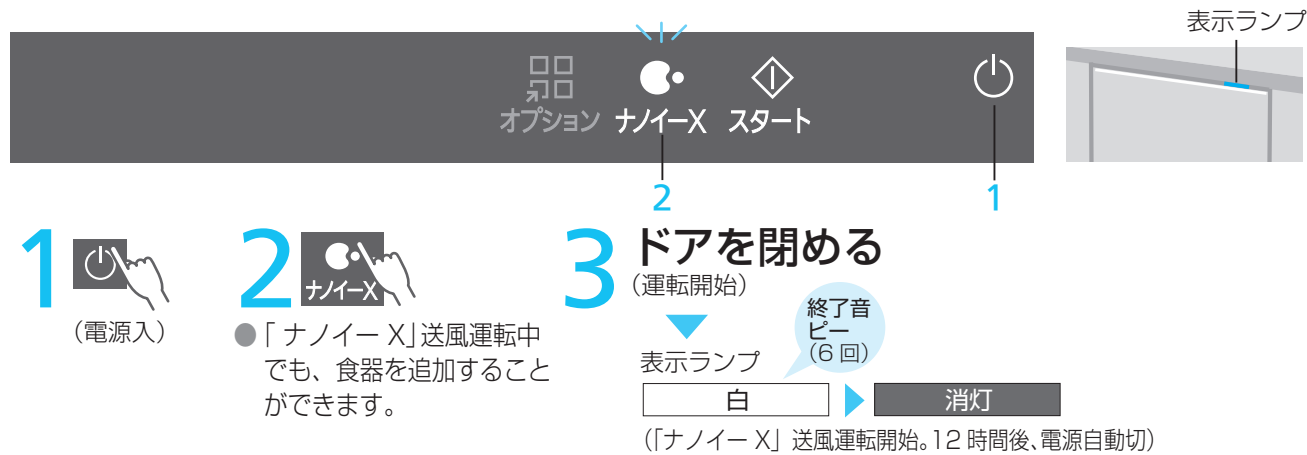 表示ランプ
オプション ナノイーX スタート
2
1
1
(電源入)
2
ナノイーX
●「 ナノイー X」送風運転中
でも、食器を追加すること
ができます。
3 ドアを閉める
(運転開始)
終了音
ピー
(6 回)
表示ランプ
白
消灯
(「ナノイー X」 送風運転開始。12 時間後、電源自動切)